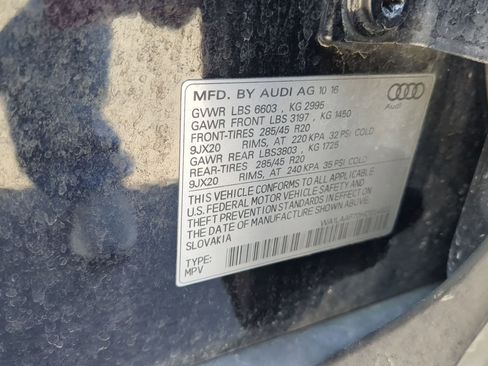 MFD. BY AUDI AG 10 16
Audi
GVWR LBS 6603 , KG 2995
GAWR FRONT LBS 3197, KG 1450
FRONT-TIRES 285/45 R20
9JX20 RIMS, AT 220 KPA 32 PSI COLD
GAWR REAR LBS3803 , KG 1725
REAR-TIRES 285/45 R20
9JX20 RIMS, AT 240 KPA 35 PSI COLD
THIS VEHICLE CONFORMS TO ALL APPLICABLE
U.S. FEDERAL MOTOR VEHICLE SAFETY AND
THEFT PREVENTION STANDARDS IN EFFECT ON
THE DATE OF MANUFACTURE SHOWN ABOVE.
SLOVAKIA
TYPE:
MPV